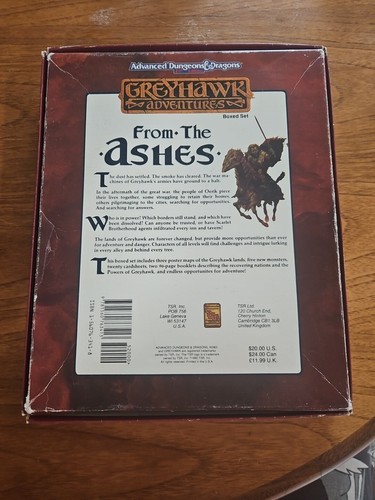 Advanced Dungeons & Dragons
GREYHAWK
ADVENTURES
Boxed Set
From·The
·ASHES·
The dust has settled. The smoke has cleared. The war ma-
chines of Greyhawk's armies have ground to a halt.
In the aftermath of the great war, the people of Oerik piece
their lives together, some struggling to retain their homes
others pilgrimaging to the cities, searching for opportunities
And searching for answers.
Who is in power? Which borders still stand, and which have
been dissolved? Can anyone be trusted, or have Scarlet
Brotherhood agents infiltrated every inn and tavern?
The lands of Greyhawk are forever changed, but provide more opportunities than ever
for adventure and danger. Characters of all levels will find challenges and intrigue lurking
in every alley and behind every tree.
This boxed set includes three poster maps of the Greyhawk lands, five new monsters,
twenty cardsheets, two 96-page booklets describing the recovering nations and the
Powers of Greyhawk, and endless opportunities for adventure!
TSR, Inc.
POB 756
Lake Geneva
WI 53147
U.S.A.
TSR Ltd.
120 Church End,
Cherry Hinton
Cambridge CB1 3LB
United Kingdom
ISBN 1-56076-341-8
$20.00 U.S.
$24.00 Can
£11.99 U.K.